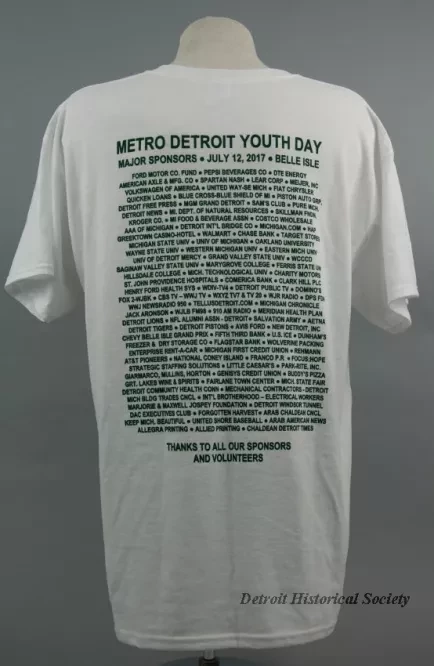 METRO DETROIT YOUTH DAY
MAJOR SPONSORS • JULY 12, 2017 • BELLE ISLE
FORD MOTOR CO. FUND • PEPSI BEVERAGES CO • DTE ENERGY
AMERICAN AXLE & MFG. CO • SPARTAN NASH • LEAR CORP • MEIJER, INC
VOLKSWAGEN OF AMERICA • UNITED WAY-SE MICH • FIAT CHRYSLER
QUICKEN LOANS • BLUE CROSS-BLUE SHIELD OF MI • PISTON AUTO GRP.
DETROIT FREE PRESS • MGM GRAND DETROIT • SAM'S CLUB • PURE MICH.
DETROIT NEWS • MI. DEPT. OF NATURAL RESOURCES • SKILLMAN FNDN.
KROGER CO. • MI FOOD & BEVERAGE ASSN • COSTCO WHOLESALE
AAA OF MICHIGAN • DETROIT INT'L BRIDGE CO • MICHIGAN.COM • HAP
GREEKTOWN CASINO-HOTEL • WALMART • CHASE BANK • TARGET STORES
MICHIGAN STATE UNIV • UNIV OF MICHIGAN • OAKLAND UNIVERSITY
WAYNE STATE UNIV • WESTERN MICHIGAN UNIV • EASTERN MICH UNIV
UNIV OF DETROIT MERCY • GRAND VALLEY STATE UNIV • WCCCD
SAGINAW VALLEY STATE UNIV • MARYGROVE COLLEGE • FERRIS STATE UN
HILLSDALE COLLEGE • MICH. TECHNOLOGICAL UNIV • CHARITY MOTORS
ST. JOHN PROVIDENCE HOSPITALS • COMERICA BANK • CLARK HILL PLC
HENRY FORD HEALTH SYS • WDIV-TV4 • DETROIT PUBLIC TV • DOMINO'S
FOX 2-WJBK • CBS TV – WWJ TV • WXYZ TV7 & TV 20 • WJR RADIO • DPS FDN
WWJ NEWSRADIO 950 • TELLUSDETROIT.COM • MICHIGAN CHRONICLE
JACK ARONSON • WJLB FM98 • 910 AM RADIO • MERIDIAN HEALTH PLAN
DETROIT LIONS • NFL ALUMNI ASSN - DETROIT • SALVATION ARMY • AETNA
DETROIT TIGERS • DETROIT PISTONS • AVIS FORD • NEW DETROIT, INC
CHEVY BELLE ISLE GRAND PRIX • FIFTH THIRD BANK • U.S. ICE • DUNHAM'S
FREEZER & DRY STORAGE CO • FLAGSTAR BANK • WOLVERINE PACKING
ENTERPRISE RENT-A-CAR • MICHIGAN FIRST CREDIT UNION • REHMANN
AT&T PIONEERS • NATIONAL CONEY ISLAND • FRANCO P.R • FOCUS:HOPE
STRATEGIC STAFFING SOLUTIONS • LITTLE CAESAR'S • PARK-RITE, INC.
GIARMARCO, MULLINS, HORTON • GENISYS CREDIT UNION • BUDDY'S PIZZA
GRT. LAKES WINE & SPIRITS • FAIRLANE TOWN CENTER • MICH. STATE FAIR
DETROIT COMMUNITY HEALTH CONN • MECHANICAL CONTRACTORS - DETROIT
MICH BLDG TRADES CNCL • INT'L BROTHERHOOD – ELECTRICAL WORKERS
MARJORIE & MAXWELL JOSPEY FOUNDATION • DETROIT WINDSOR TUNNEL
DAC EXECUTIVES CLUB • FORGOTTEN HARVEST • ARAB CHALDEAN CNCL
KEEP MICH. BEAUTIFUL • UNITED SHORE BASEBALL • ARAB AMERICAN NEWS
ALLEGRA PRINTING • ALLIED PRINTING • CHALDEAN DETROIT TIMES
THANKS TO ALL OUR SPONSORS
AND VOLUNTEERS
Detroit Historical Society